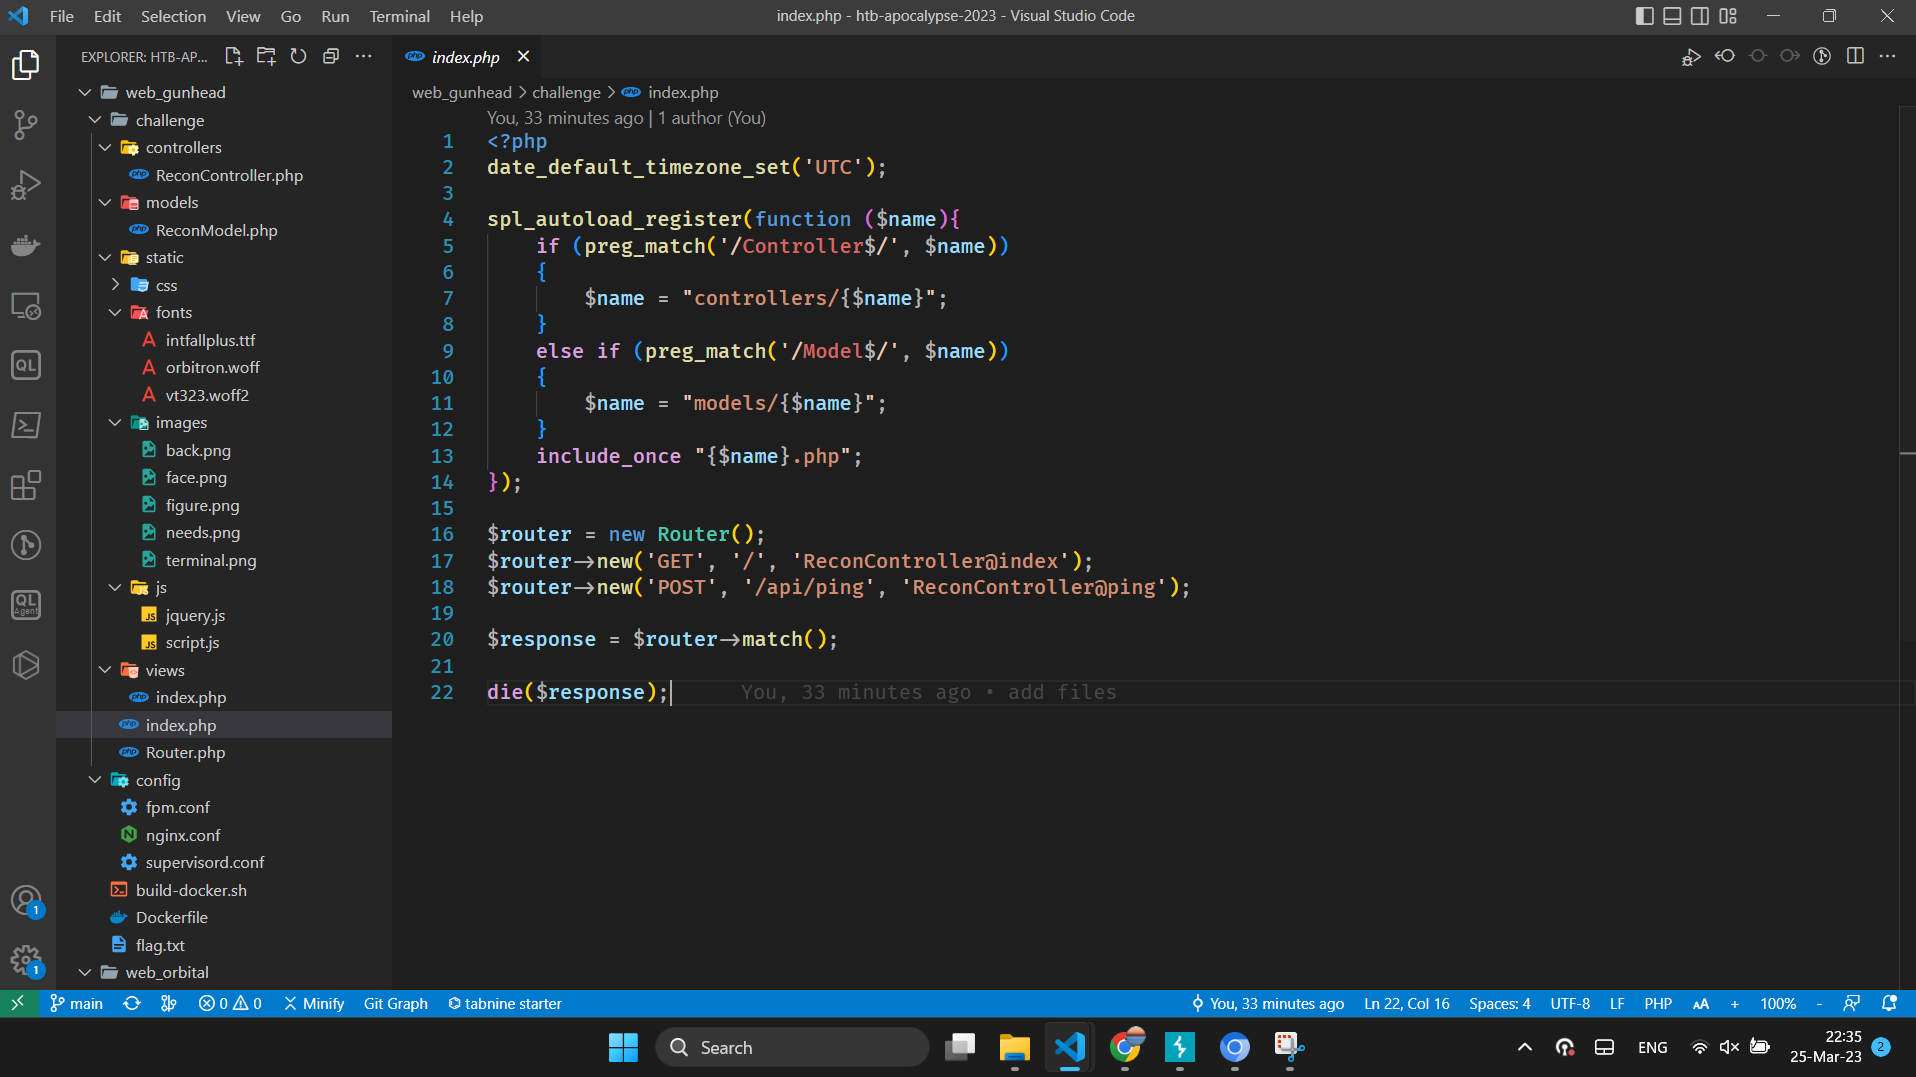 File Edit Selection View Go Run Terminal Help
index.php - htb-apocalypse-2023 - Visual Studio Code
EXPLORER: HTB-AP...
web_gunhead
challenge
controllers
ReconController.php
models
ReconModel.php
static
css
fonts
intfallplus.ttf
orbitron.woff
vt323.woff2
images
back.png
face.png
figure.png
needs.png
terminal.png
js
jquery.js
script.js
views
index.php
index.php
Router.php
config
fpm.conf
nginx.conf
supervisord.conf
build-docker.sh
Dockerfile
flag.txt
web_orbital
index.php
web_gunhead > challenge > index.php
You, 33 minutes ago | 1 author (You)
1 <?php
2 date_default_timezone_set('UTC');
3
4 spl_autoload_register(function ($name){
5     if (preg_match('/Controller$/', $name))
6     {
7         $name = "controllers/{$name}";
8     }
9     else if (preg_match('/Model$/', $name))
10     {
11         $name = "models/{$name}";
12     }
13     include_once "{$name}.php";
14 });
15
16 $router = new Router();
17 $router->new('GET', '/', 'ReconController@index');
18 $router->new('POST', '/api/ping', 'ReconController@ping');
19
20 $response = $router->match();
21
22 die($response); You, 33 minutes ago • add files
QL
QL
Agent
1
1
main 0 0 Minify Git Graph tabnine starter
You, 33 minutes ago Ln 22, Col 16 Spaces: 4 UTF-8 LF PHP AA + 100% -
Search
ENG
22:35
25-Mar-23
2